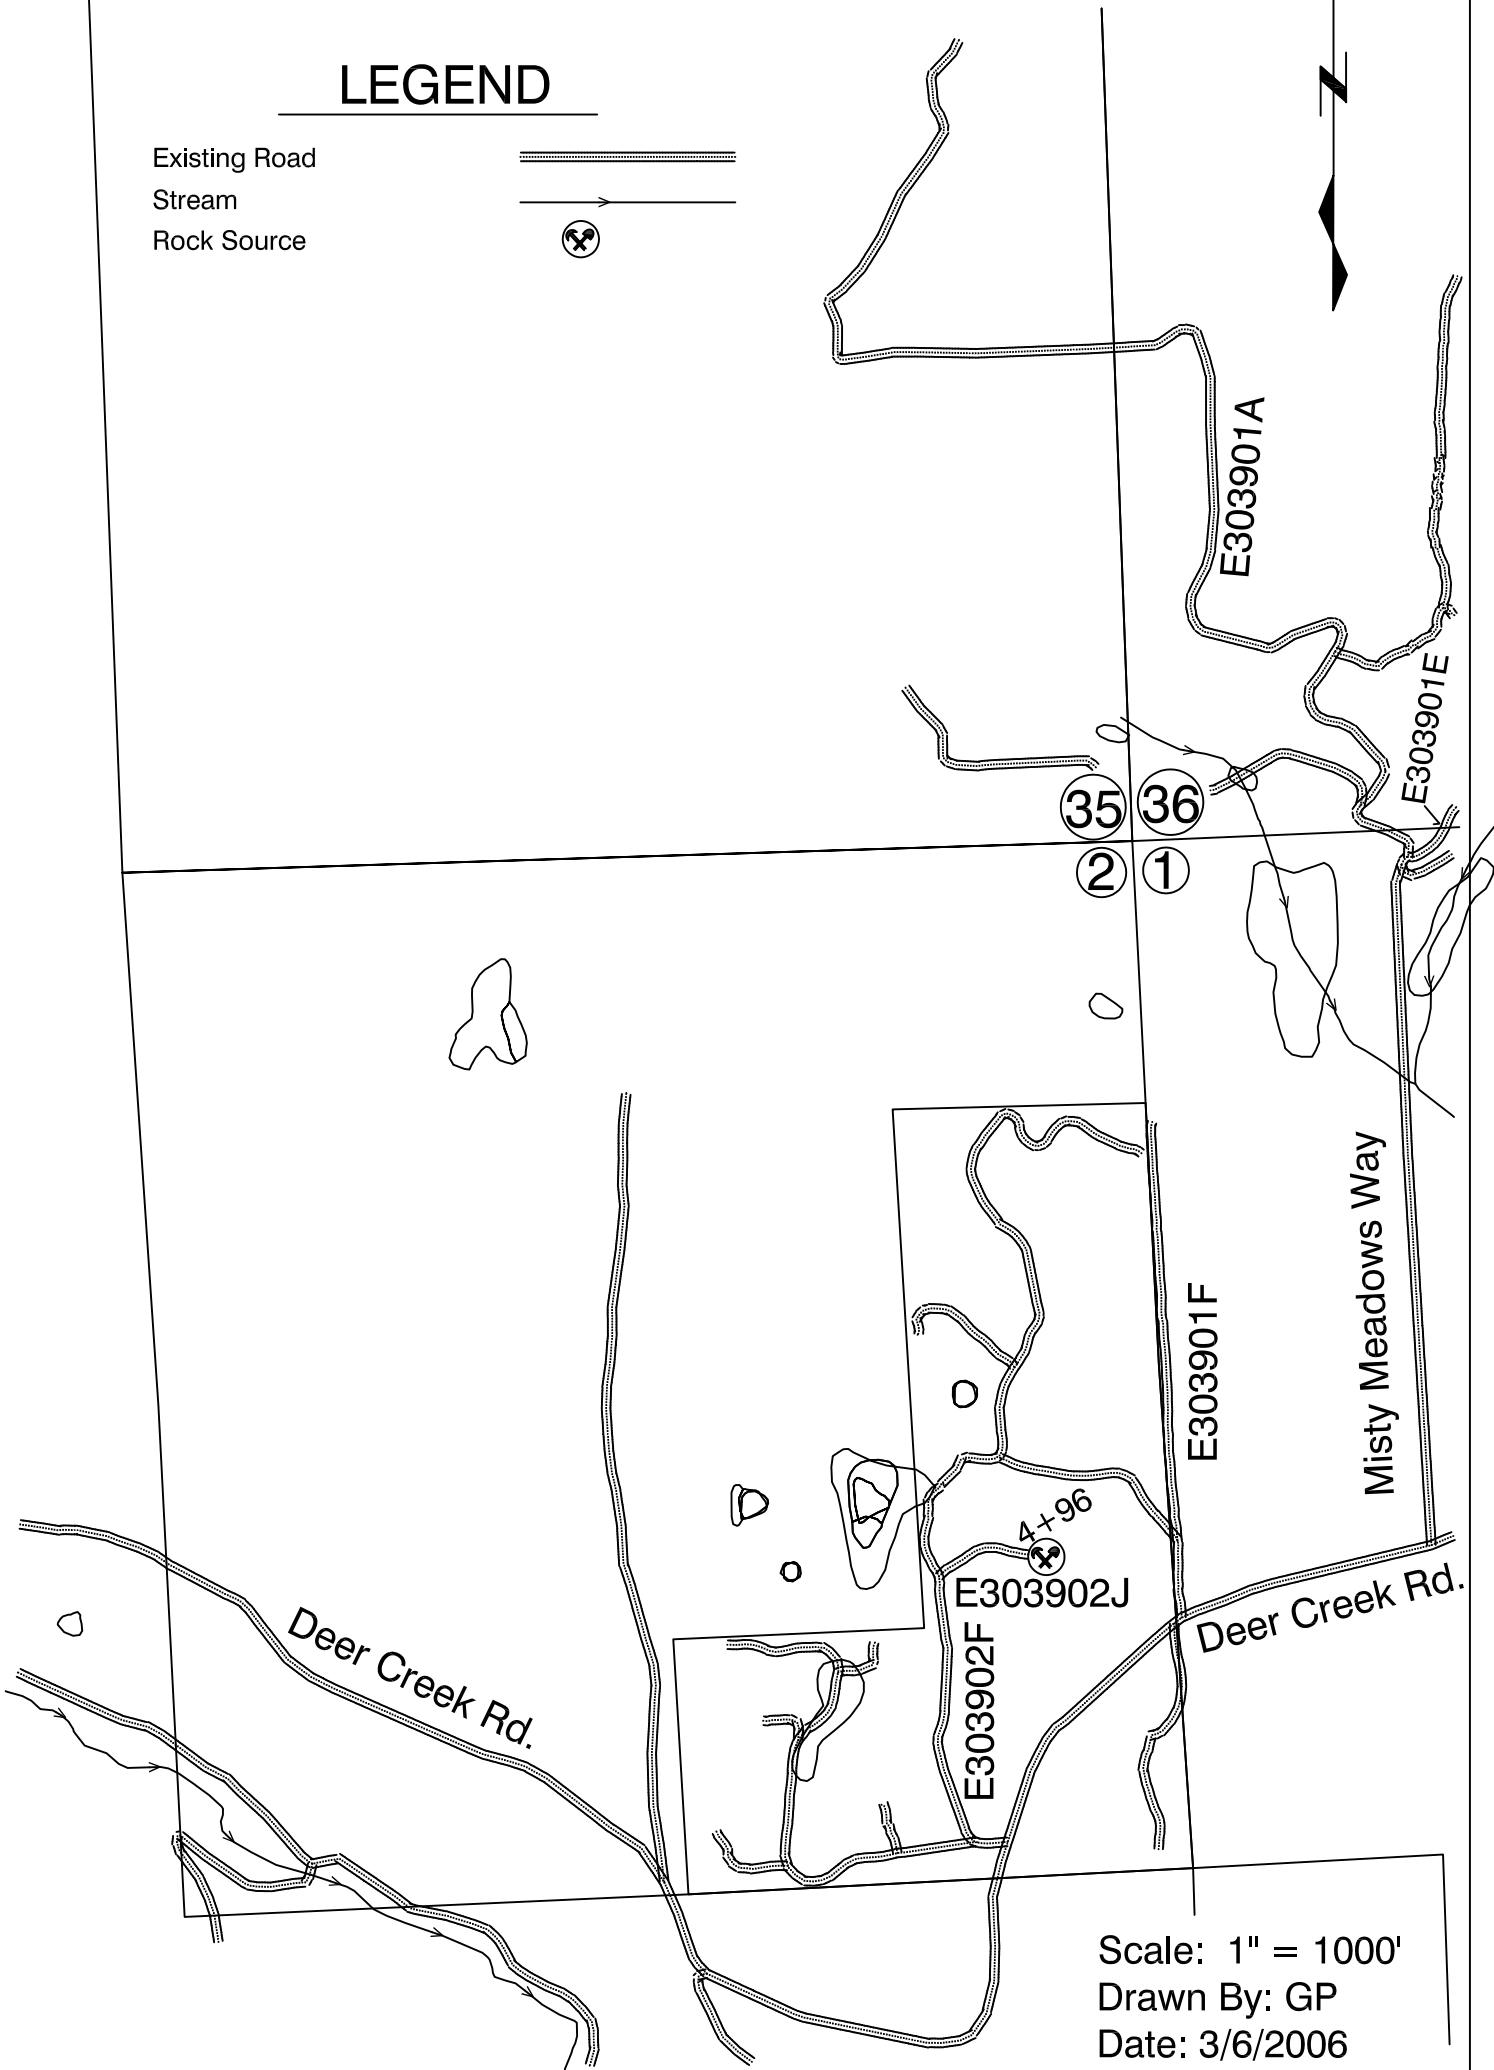 LEGEND
Existing Road
Stream
Rock Source
N
E303901A
E303901E
35
36
2
1
Misty Meadows Way
E303901F
4+96
E303902J
E303902F
Deer Creek Rd.
Deer Creek Rd.
Scale: 1" = 1000'
Drawn By: GP
Date: 3/6/2006